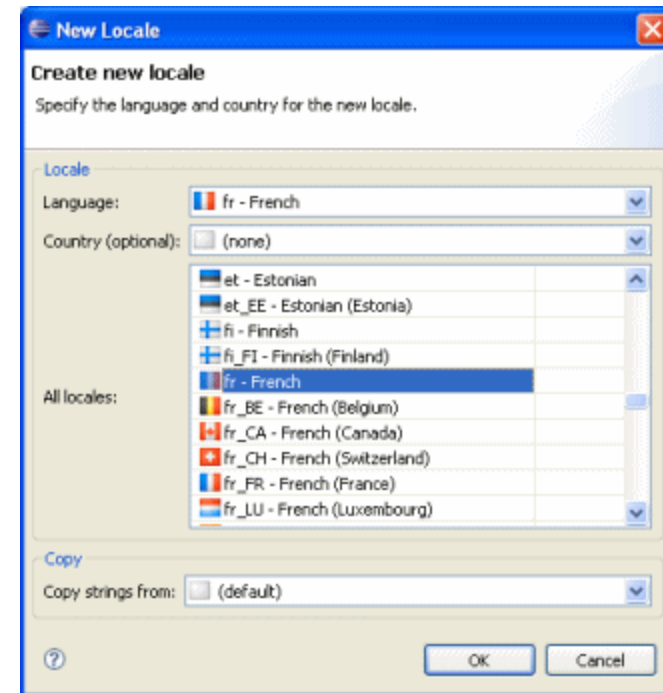 New Locale
Create new locale
Specify the language and country for the new locale.
Locale
Language: fr - French
Country (optional): (none)
All locales:
et - Estonian
et_EE - Estonian (Estonia)
fi - Finnish
fi_FI - Finnish (Finland)
fr - French
fr_BE - French (Belgium)
fr_CA - French (Canada)
fr_CH - French (Switzerland)
fr_FR - French (France)
fr_LU - French (Luxembourg)
Copy
Copy strings from: (default)
OK Cancel